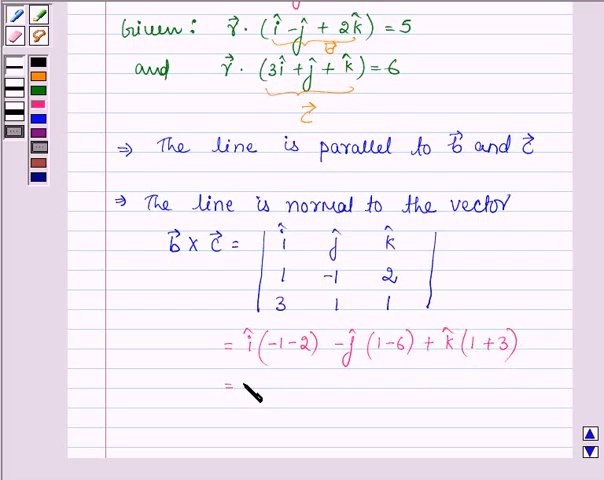 Given: r⃗ · (î - ĵ + 2k̂) = 5
b⃗
and r⃗ · (3î + ĵ + k̂) = 6
c⃗
⇒ The line is parallel to b⃗ and c⃗
⇒ The line is normal to the vector
b⃗ × c⃗ = | î ĵ k̂ |
| 1 -1 2 |
| 3 1 1 |
= î(-1-2) - ĵ(1-6) + k̂(1+3)
=